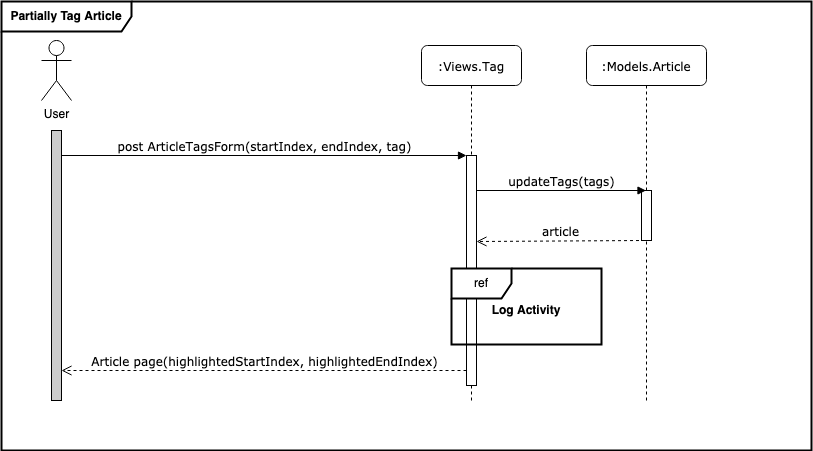 Partially Tag Article
:Views.Tag
:Models.Article
User
post ArticleTagsForm(startIndex, endIndex, tag)
updateTags(tags)
article
ref
Log Activity
Article page(highlightedStartIndex, highlightedEndIndex)